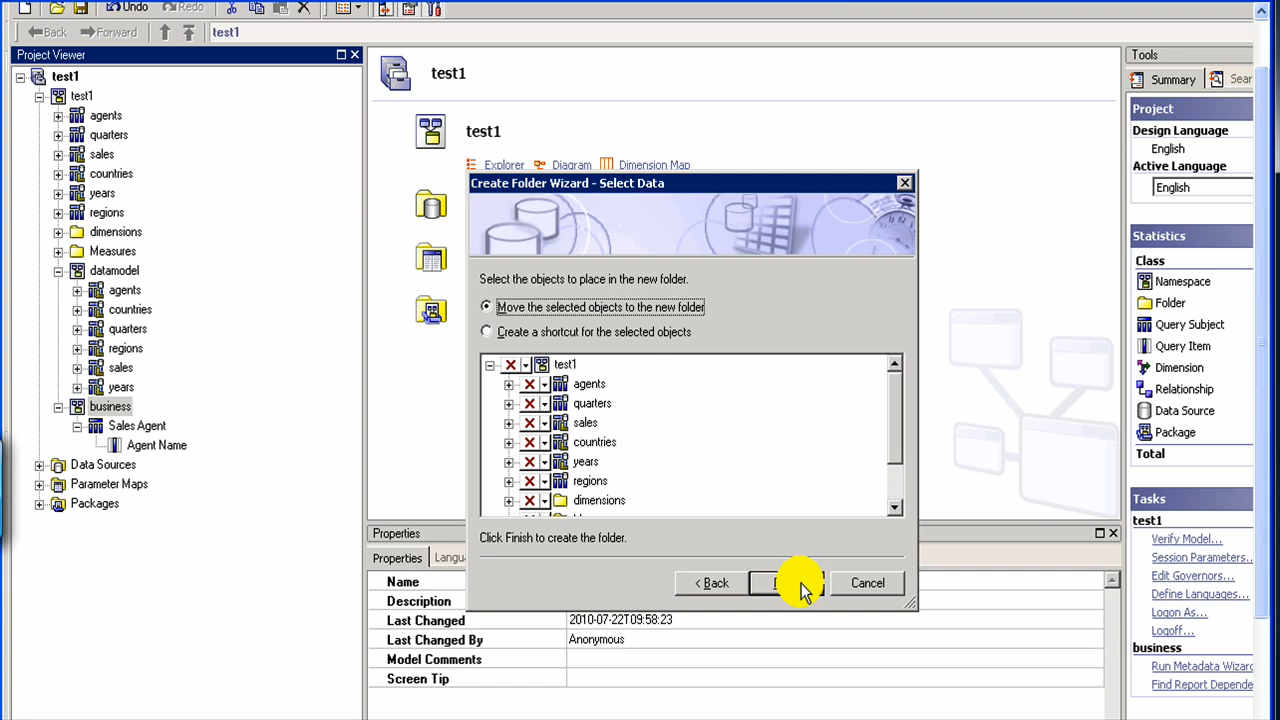 Undo Redo
Back Forward test1
Project Viewer
test1
test1
agents
quarters
sales
countries
years
regions
dimensions
Measures
datamodel
agents
countries
quarters
regions
sales
years
business
Sales Agent
Agent Name
Data Sources
Parameter Maps
Packages
test1
test1
Explorer Diagram Dimension Map
Create Folder Wizard - Select Data
Select the objects to place in the new folder.
Move the selected objects to the new folder
Create a shortcut for the selected objects
test1
agents
quarters
sales
countries
years
regions
dimensions
Click Finish to create the folder.
< Back Cancel
Properties
Properties
Name
Description
Last Changed 2010-07-22T09:58:23
Last Changed By Anonymous
Model Comments
Screen Tip
Tools
Summary
Project
Design Language
English
Active Language
English
Statistics
Class
Namespace
Folder
Query Subject
Query Item
Dimension
Relationship
Data Source
Package
Total
Tasks
test1
Verify Model...
Session Parameters...
Edit Governors...
Define Languages...
Logon As...
Logoff...
business
Run Metadata Wizard
Find Report